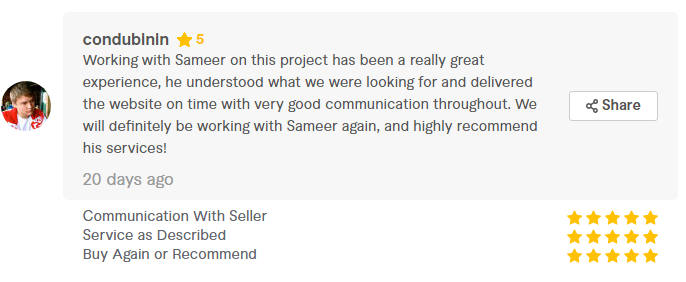 condublnln 5
Working with Sameer on this project has been a really great
experience, he understood what we were looking for and delivered
the website on time with very good communication throughout. We
will definitely be working with Sameer again, and highly recommend
his services!
Share
20 days ago
Communication With Seller
Service as Described
Buy Again or Recommend